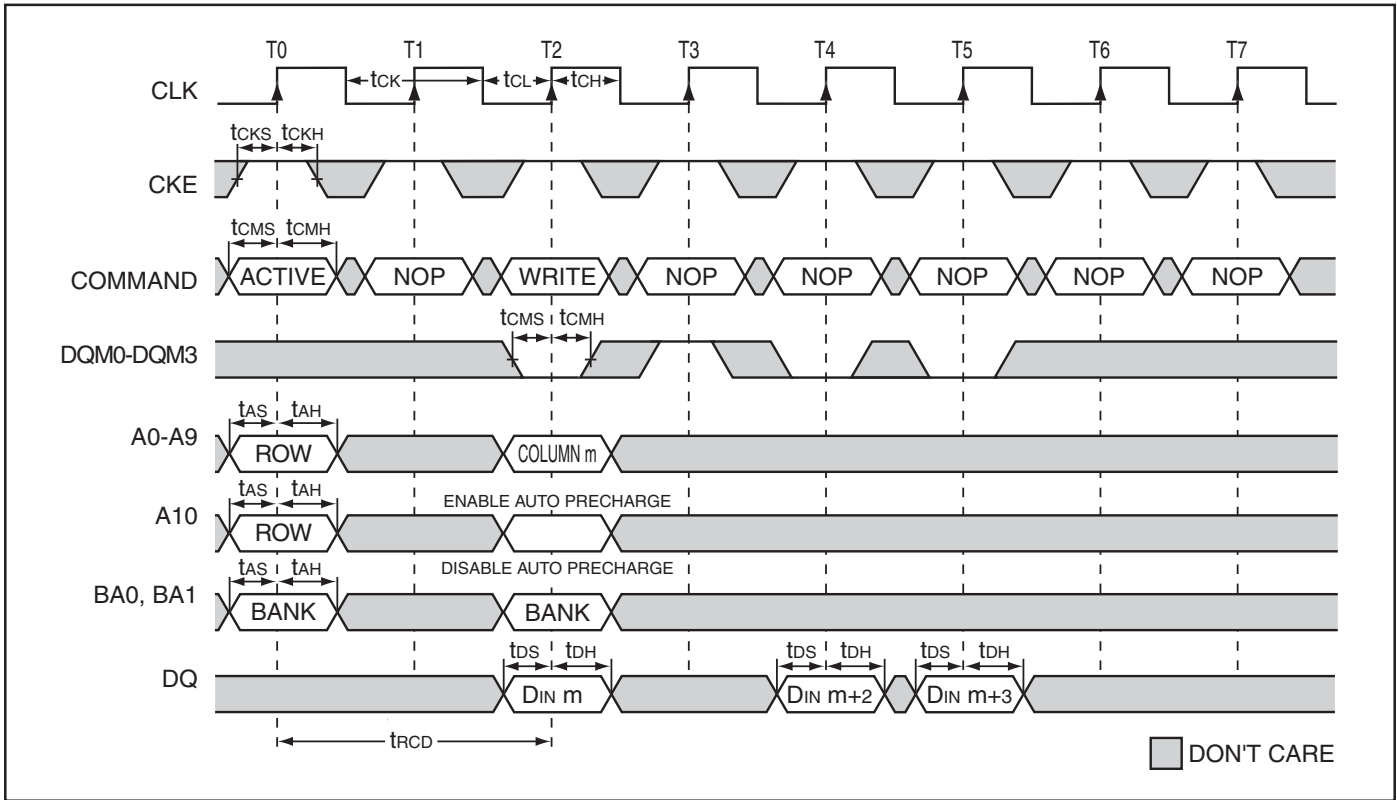 T0 T1 T2 T3 T4 T5 T6 T7
CLK tCK tCL tCH
tCKS tCKH
CKE
tCMS tCMH
COMMAND ACTIVE NOP WRITE NOP NOP NOP NOP NOP
tCMS tCMH
DQM0-DQM3
tAS tAH
A0-A9 ROW COLUMN m
tAS tAH ENABLE AUTO PRECHARGE
A10 ROW
tAS tAH DISABLE AUTO PRECHARGE
BA0, BA1 BANK BANK
tDS tDH tDS tDH tDS tDH
DQ DIN m DIN m+2 DIN m+3
tRCD
DON'T CARE